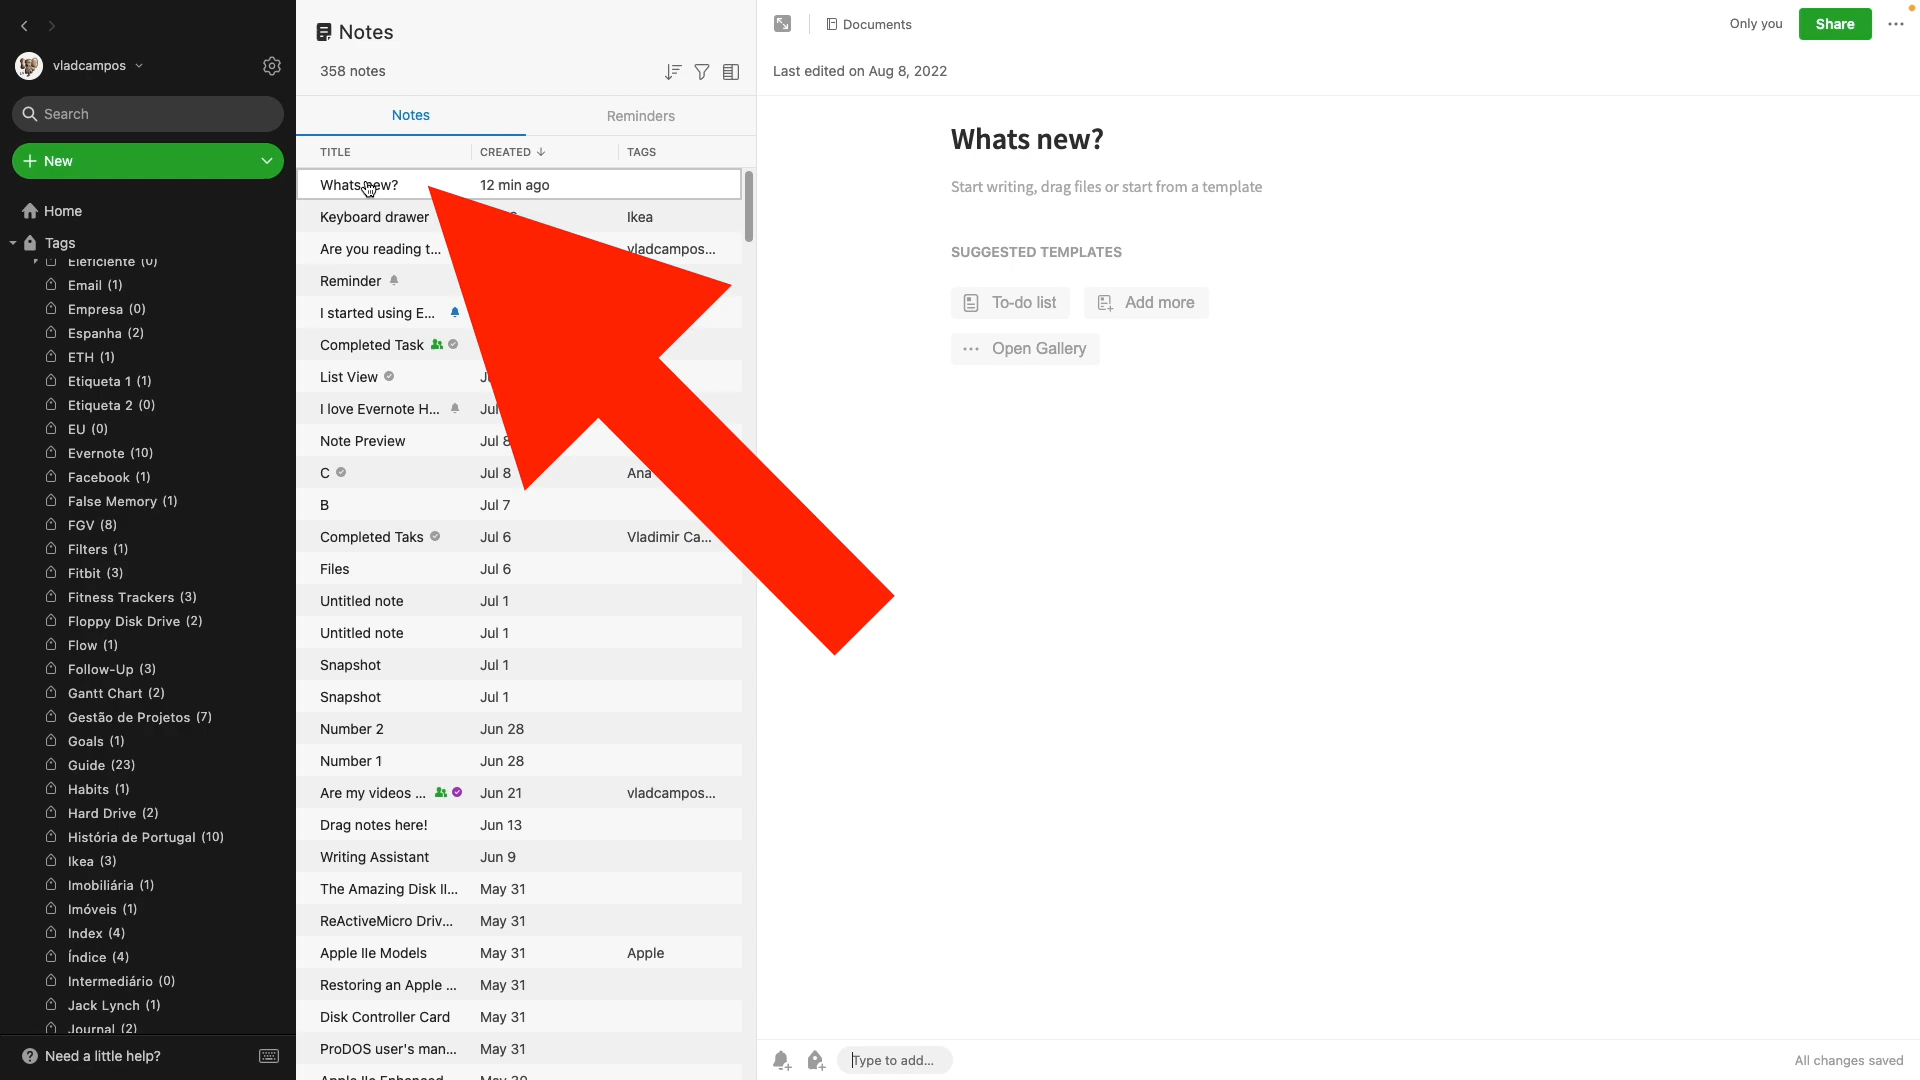 vladcampos
Search
New
Home
Tags
Eleficiente (0)
Email (1)
Empresa (0)
Espanha (2)
ETH (1)
Etiqueta 1 (1)
Etiqueta 2 (0)
EU (0)
Evernote (10)
Facebook (1)
False Memory (1)
FGV (8)
Filters (1)
Fitbit (3)
Fitness Trackers (3)
Floppy Disk Drive (2)
Flow (1)
Follow-Up (3)
Gantt Chart (2)
Gestão de Projetos (7)
Goals (1)
Guide (23)
Habits (1)
Hard Drive (2)
História de Portugal (10)
Ikea (3)
Imobiliária (1)
Imóveis (1)
Index (4)
Índice (4)
Intermediário (0)
Jack Lynch (1)
Journal (2)
Need a little help?
Notes
358 notes
Notes Reminders
TITLE CREATED TAGS
Whats new? 12 min ago
Keyboard drawer Ikea
Are you reading t... vladcampos...
Reminder
I started using E...
Completed Task
List View
I love Evernote H... Jul
Note Preview Jul 8
C Jul 8 Ana
B Jul 7
Completed Taks Jul 6 Vladimir Ca...
Files Jul 6
Untitled note Jul 1
Untitled note Jul 1
Snapshot Jul 1
Snapshot Jul 1
Number 2 Jun 28
Number 1 Jun 28
Are my videos ... Jun 21 vladcampos...
Drag notes here! Jun 13
Writing Assistant Jun 9
The Amazing Disk II... May 31
ReActiveMicro Driv... May 31
Apple IIe Models May 31 Apple
Restoring an Apple ... May 31
Disk Controller Card May 31
ProDOS user's man... May 31
Apple IIe Enhanced May 30
Documents
Only you Share
Last edited on Aug 8, 2022
Whats new?
Start writing, drag files or start from a template
SUGGESTED TEMPLATES
To-do list Add more
Open Gallery
Type to add...
All changes saved